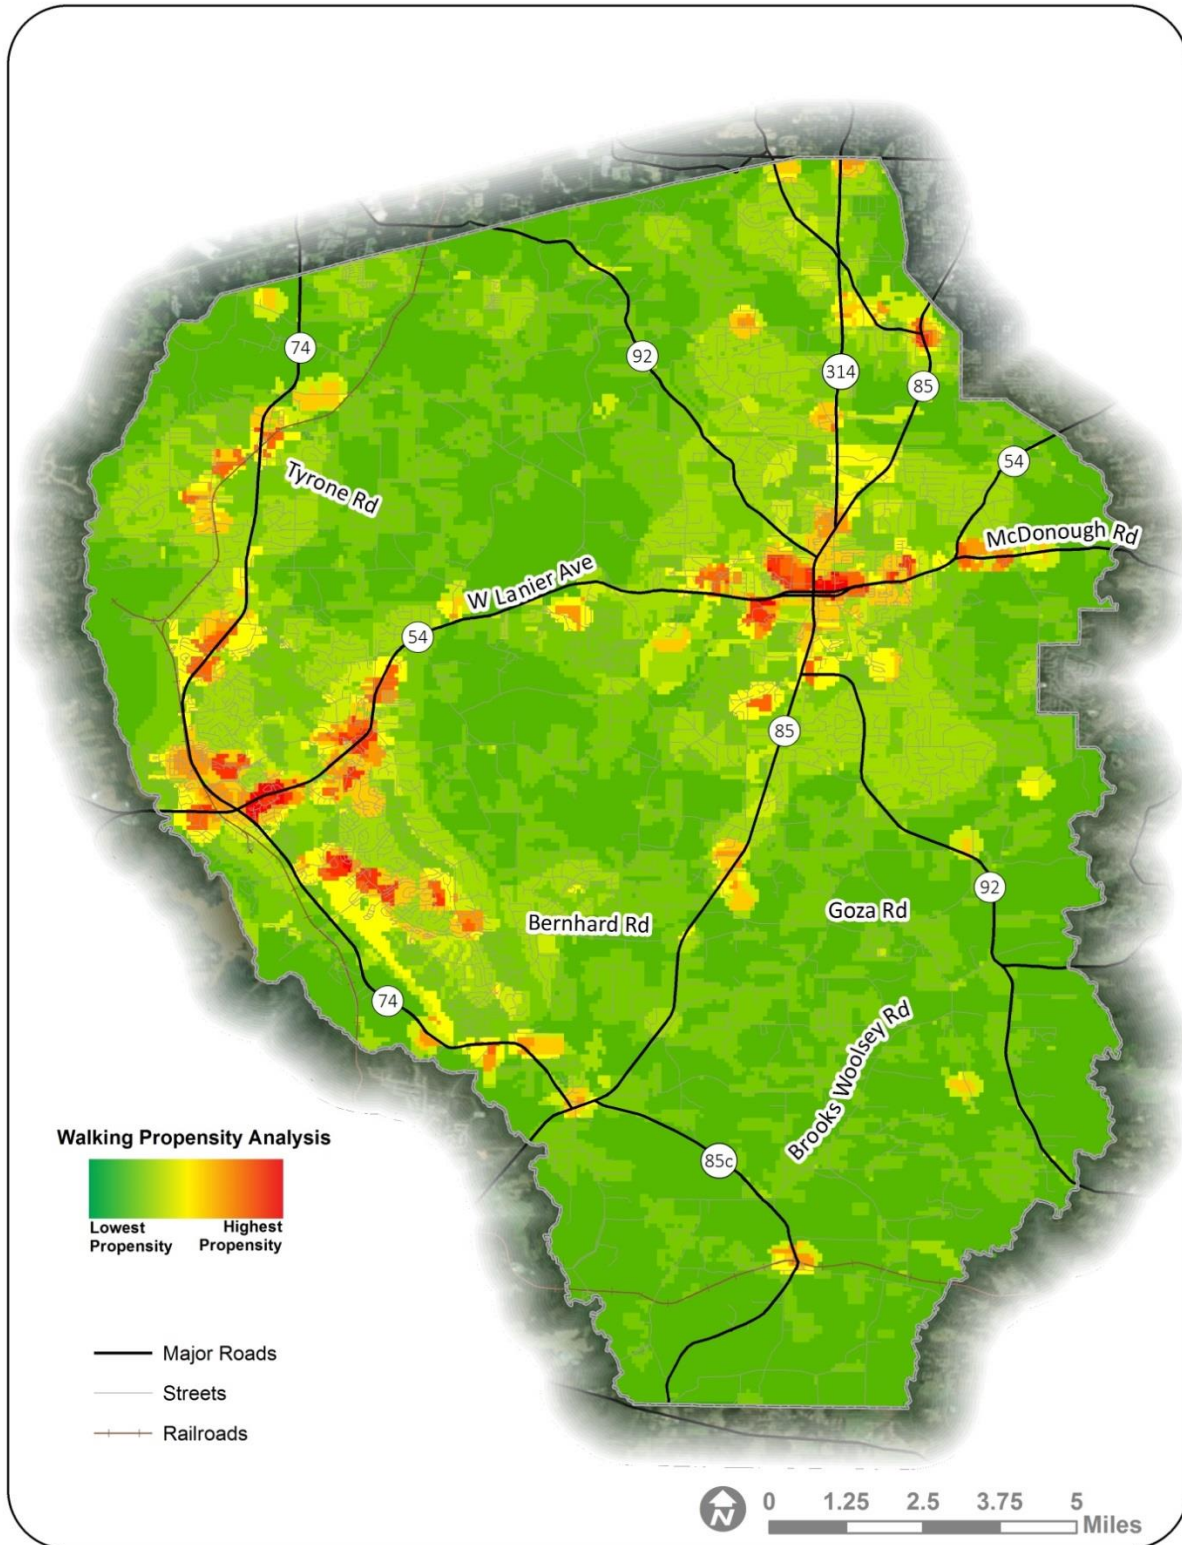 74
92
314
85
54
Tyrone Rd
McDonough Rd
W Lanier Ave
54
85
92
Bernhard Rd
Goza Rd
74
Brooks Woolsey Rd
85c
Walking Propensity Analysis
Lowest Highest
Propensity Propensity
Major Roads
Streets
Railroads
N
0 1.25 2.5 3.75 5
Miles